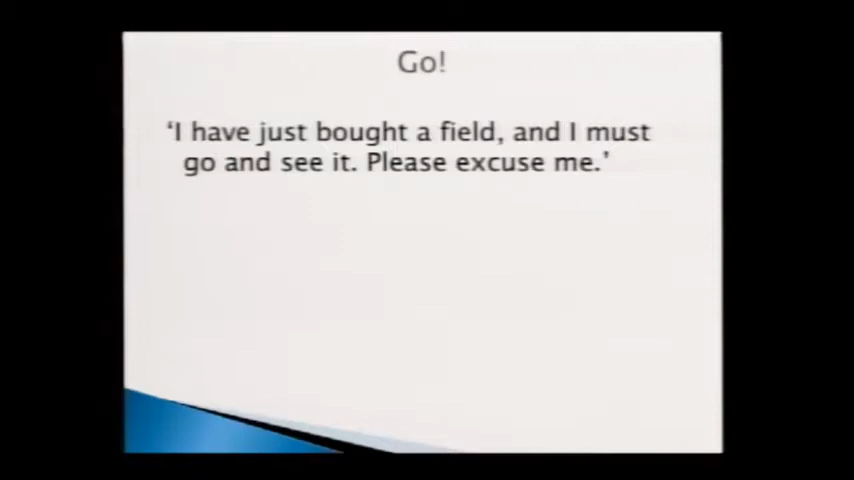 Go!
‘I have just bought a field, and I must
go and see it. Please excuse me.’